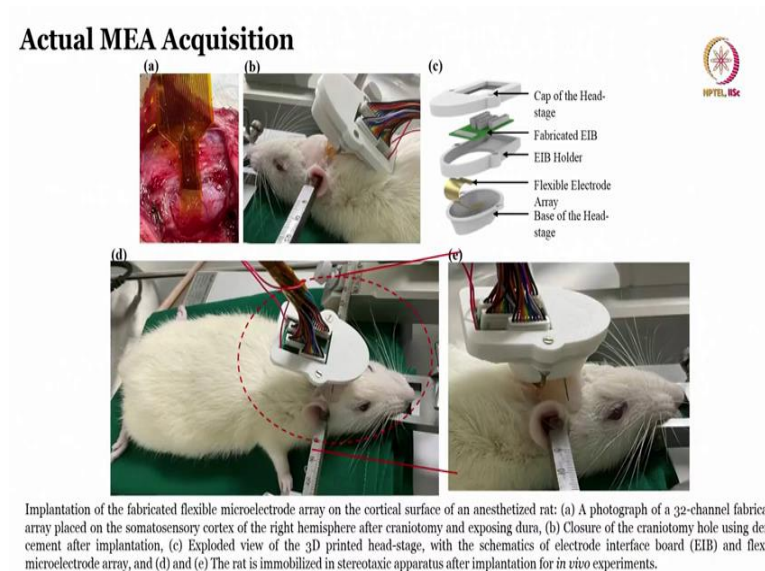 Actual MEA Acquisition
NPTEL, IISc
(a)
(b)
(c)
Cap of the Head-
stage
Fabricated EIB
EIB Holder
Flexible Electrode
Array
Base of the Head-
stage
(d)
(e)
Implantation of the fabricated flexible microelectrode array on the cortical surface of an anesthetized rat: (a) A photograph of a 32-channel fabrica
array placed on the somatosensory cortex of the right hemisphere after craniotomy and exposing dura, (b) Closure of the craniotomy hole using de
cement after implantation, (c) Exploded view of the 3D printed head-stage, with the schematics of electrode interface board (EIB) and flex
microelectrode array, and (d) and (e) The rat is immobilized in stereotaxic apparatus after implantation for in vivo experiments.